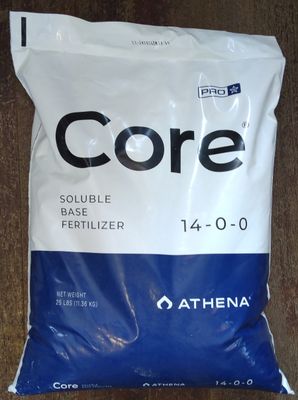 PRO
Core®
SOLUBLE
BASE
FERTILIZER
14-0-0
NET WEIGHT
25 LBS (11.36 KG)
ATHENA®
Core
14-0-0